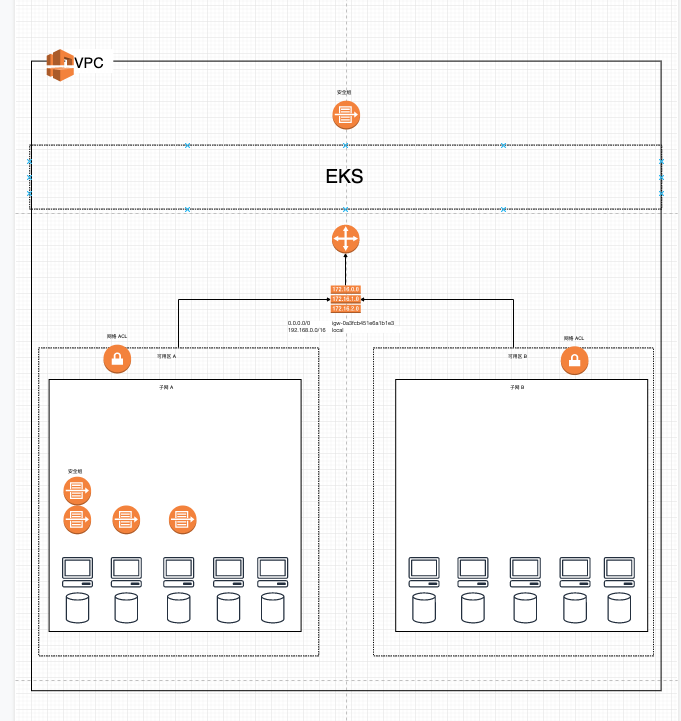 VPC
安全组
EKS
172.16.0.0
172.16.1.0
172.16.2.0
0.0.0.0/0 igw-0a3fcb451e6a1b1e3
192.168.0.0/16 local
网络 ACL
网络 ACL
可用区 A
可用区 B
子网 A
子网 B
安全组